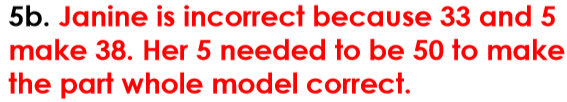 5b. Janine is incorrect because 33 and 5
make 38. Her 5 needed to be 50 to make
the part whole model correct.